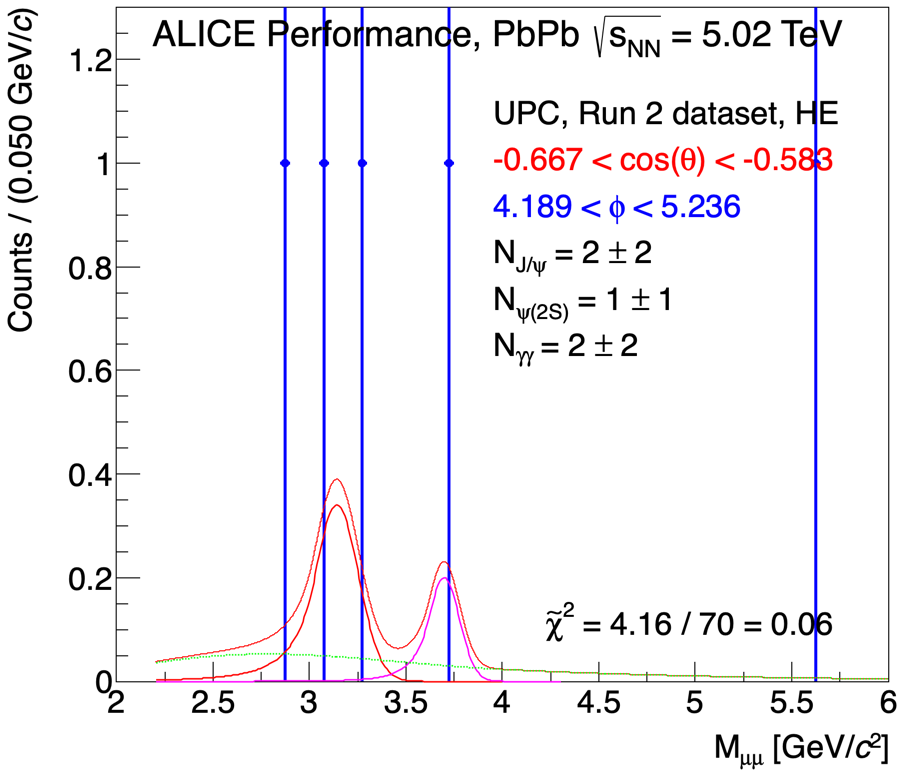 ALICE Performance, PbPb √sNN = 5.02 TeV
UPC, Run 2 dataset, HE
-0.667 < cos(θ) < -0.583
4.189 < ϕ < 5.236
NJ/ψ = 2 ± 2
Nψ(2S) = 1 ± 1
Nγγ = 2 ± 2
χ̃² = 4.16 / 70 = 0.06
Counts / (0.050 GeV/c)
1.2
1
0.8
0.6
0.4
0.2
0
2 2.5 3 3.5 4 4.5 5 5.5 6
Mμμ [GeV/c²]